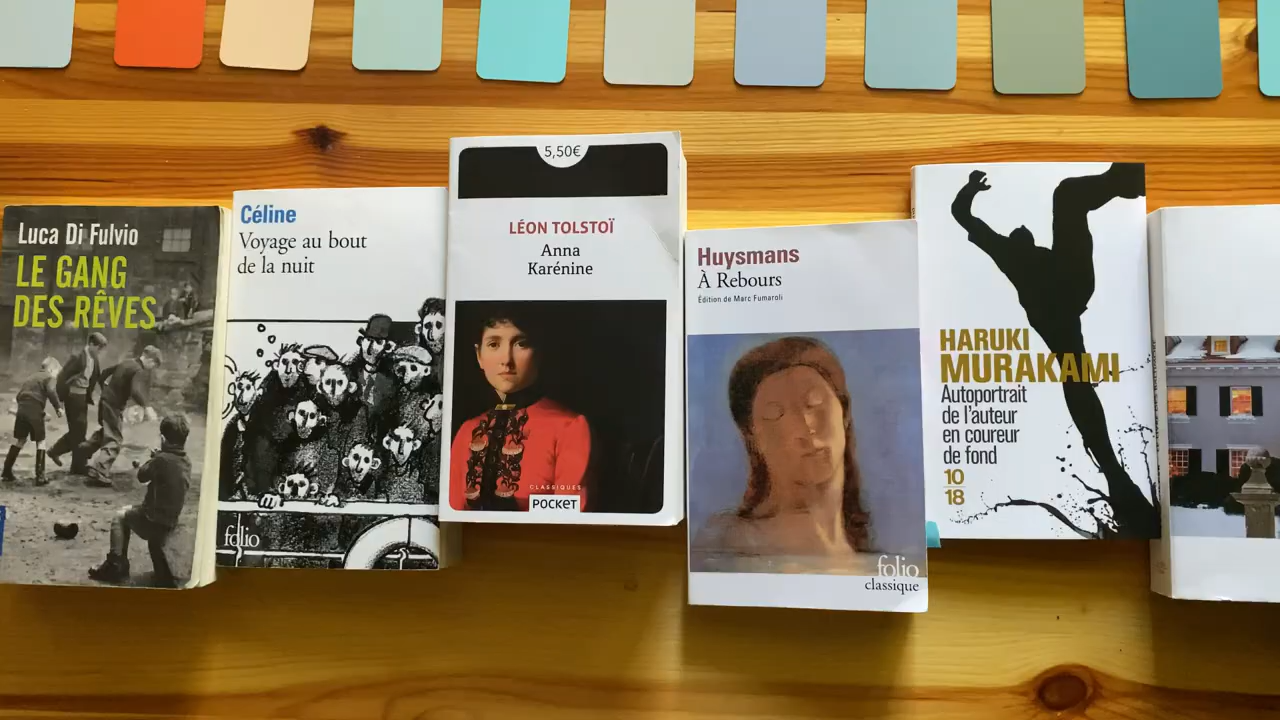 Luca Di Fulvio
LE GANG
DES RÊVES
Céline
Voyage au bout
de la nuit
folio
5,50€
LÉON TOLSTOÏ
Anna
Karénine
CLASSIQUES
POCKET
Huysmans
À Rebours
Édition de Marc Fumaroli
folio
classique
HARUKI
MURAKAMI
Autoportrait
de l'auteur
en coureur
de fond
10
18